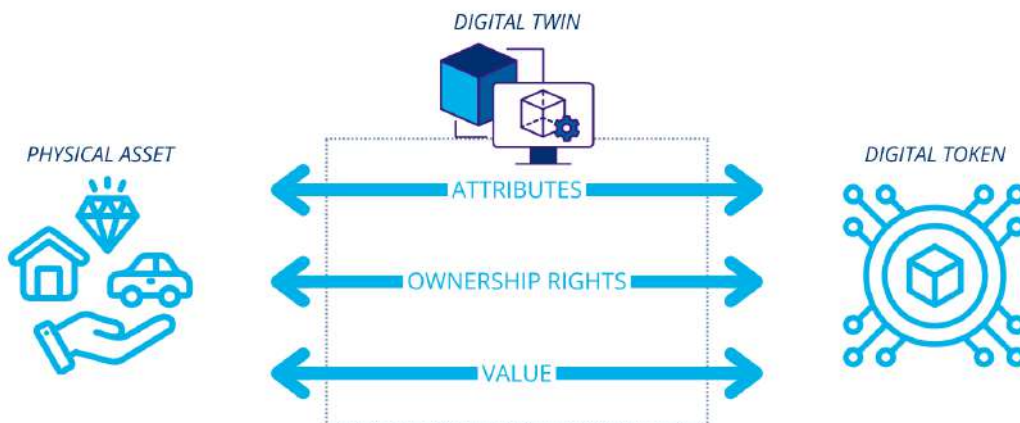 DIGITAL TWIN
PHYSICAL ASSET
DIGITAL TOKEN
ATTRIBUTES
OWNERSHIP RIGHTS
VALUE